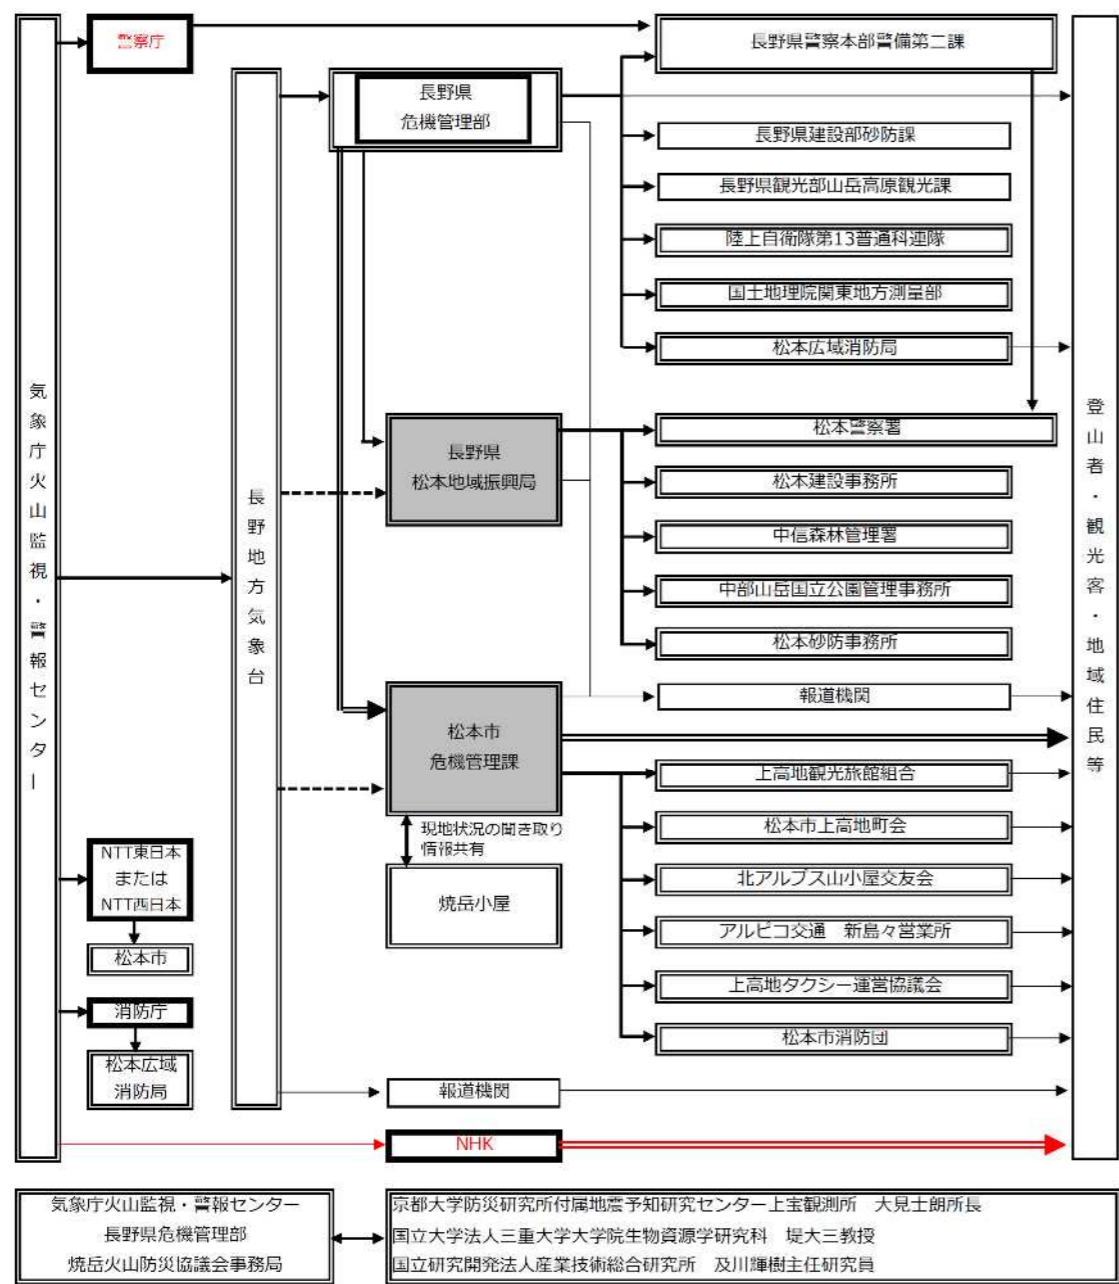 気象庁火山監視・警報センター
警察庁
長野県警察本部警備第二課
長野地方気象台
長野県
危機管理部
長野県建設部砂防課
長野県観光部山岳高原観光課
陸上自衛隊第13普通科連隊
国土地理院関東地方測量部
松本広域消防局
登山者・観光客・地域住民等
長野県
松本地域振興局
松本警察署
松本建設事務所
中信森林管理署
中部山岳国立公園管理事務所
松本砂防事務所
報道機関
松本市
危機管理課
上高地観光旅館組合
松本市上高地町会
北アルプス山小屋交友会
アルピコ交通 新島々営業所
上高地タクシー運営協議会
松本市消防団
現地状況の聞き取り
情報共有
焼岳小屋
NTT東日本
または
NTT西日本
松本市
消防庁
松本広域
消防局
報道機関
NHK
気象庁火山監視・警報センター
長野県危機管理部
焼岳火山防災協議会事務局
京都大学防災研究所付属地震予知研究センター上宝観測所 大見士朗所長
国立大学法人三重大学大学院生物資源学研究科 堤大三教授
国立研究開発法人産業技術総合研究所 及川輝樹主任研究員